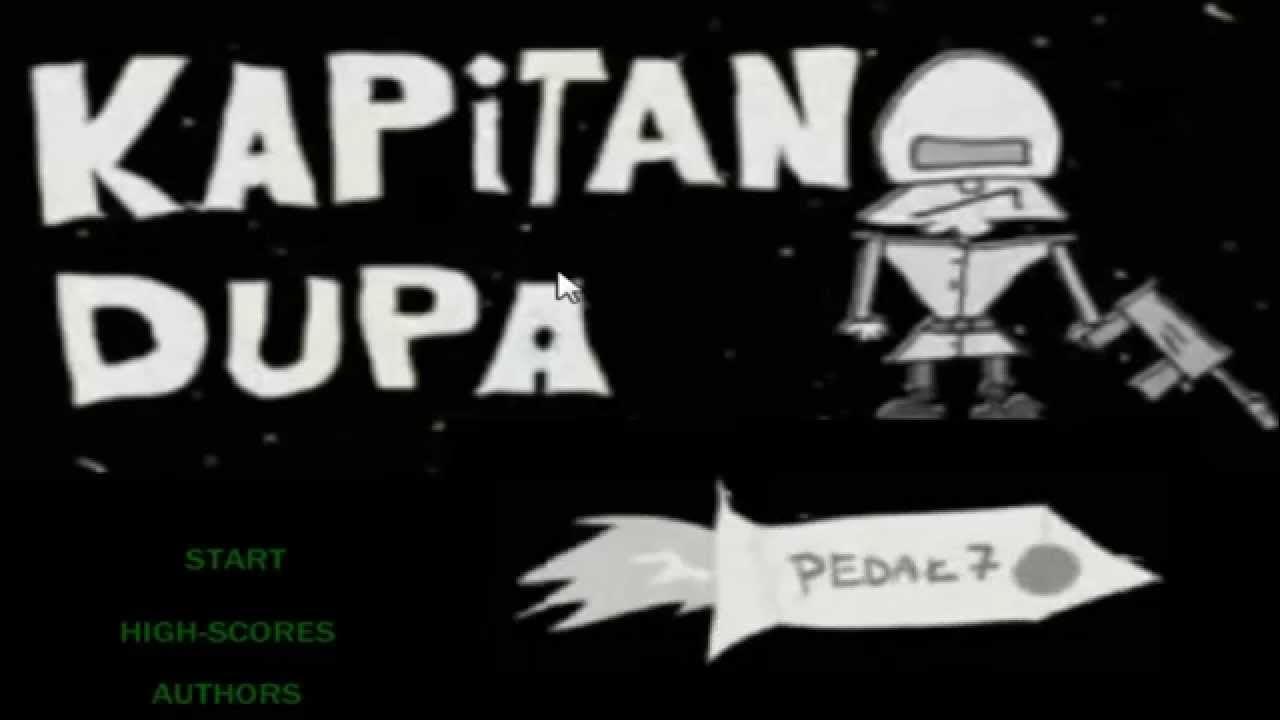 KAPiTAN
DUPA
PEDAŁ 7
START
HIGH-SCORES
AUTHORS